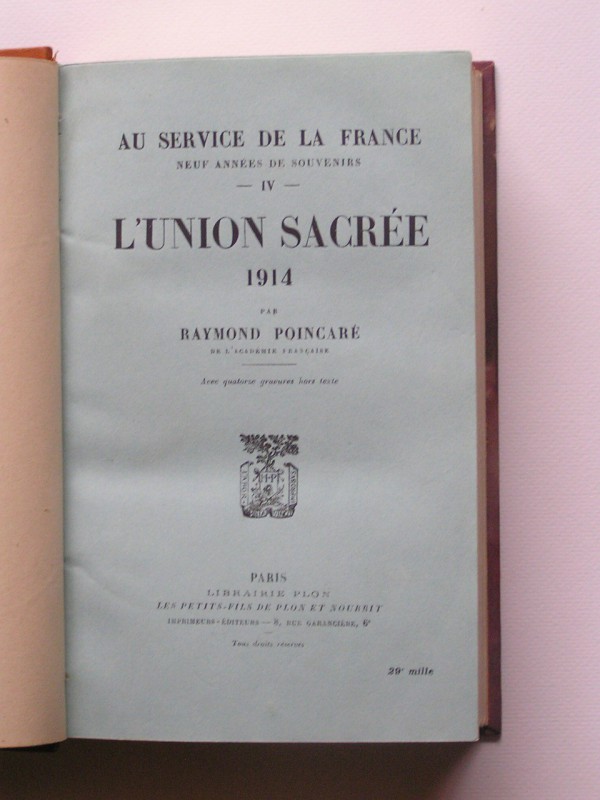 AU SERVICE DE LA FRANCE
NEUF ANNÉES DE SOUVENIRS
— IV —
L'UNION SACRÉE
1914
PAR
RAYMOND POINCARÉ
DE L'ACADÉMIE FRANÇAISE
Avec quatorze gravures hors texte
PARIS
LIBRAIRIE PLON
LES PETITS-FILS DE PLON ET NOURRIT
IMPRIMEURS-ÉDITEURS — 8, RUE GARANCIÈRE, 6e
Tous droits réservés
29e mille